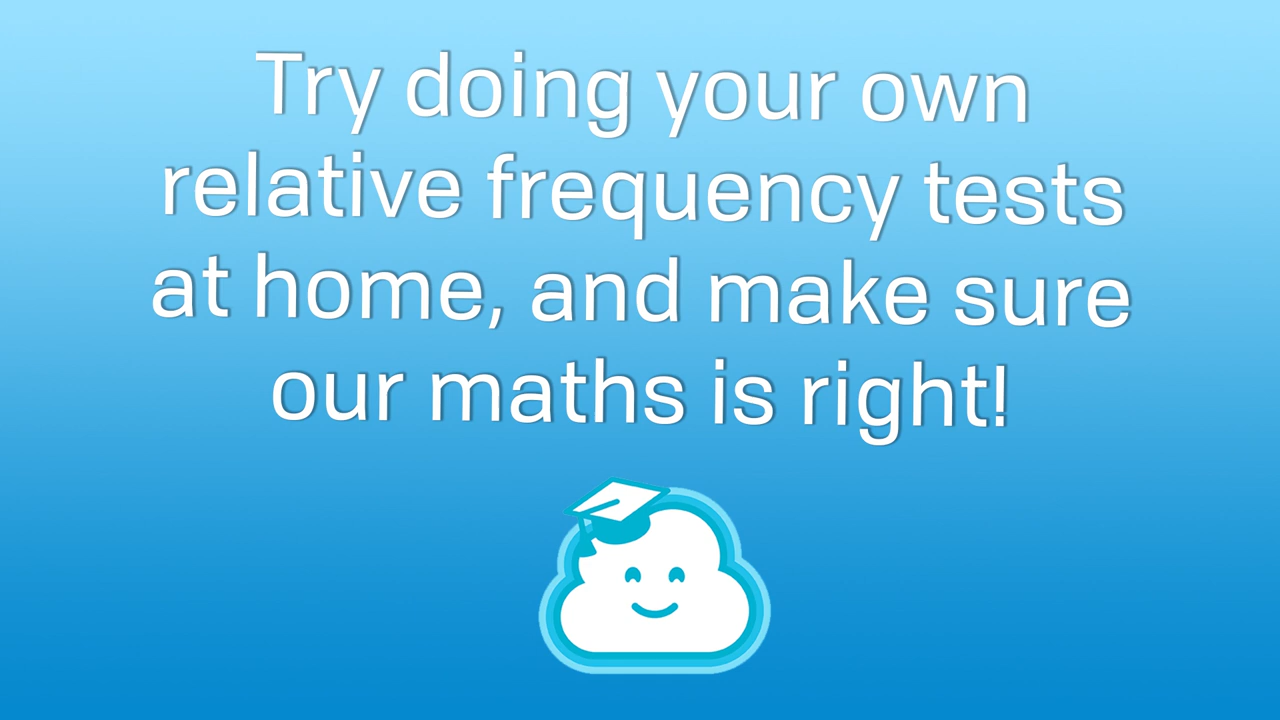 Try doing your own
relative frequency tests
at home, and make sure
our maths is right!